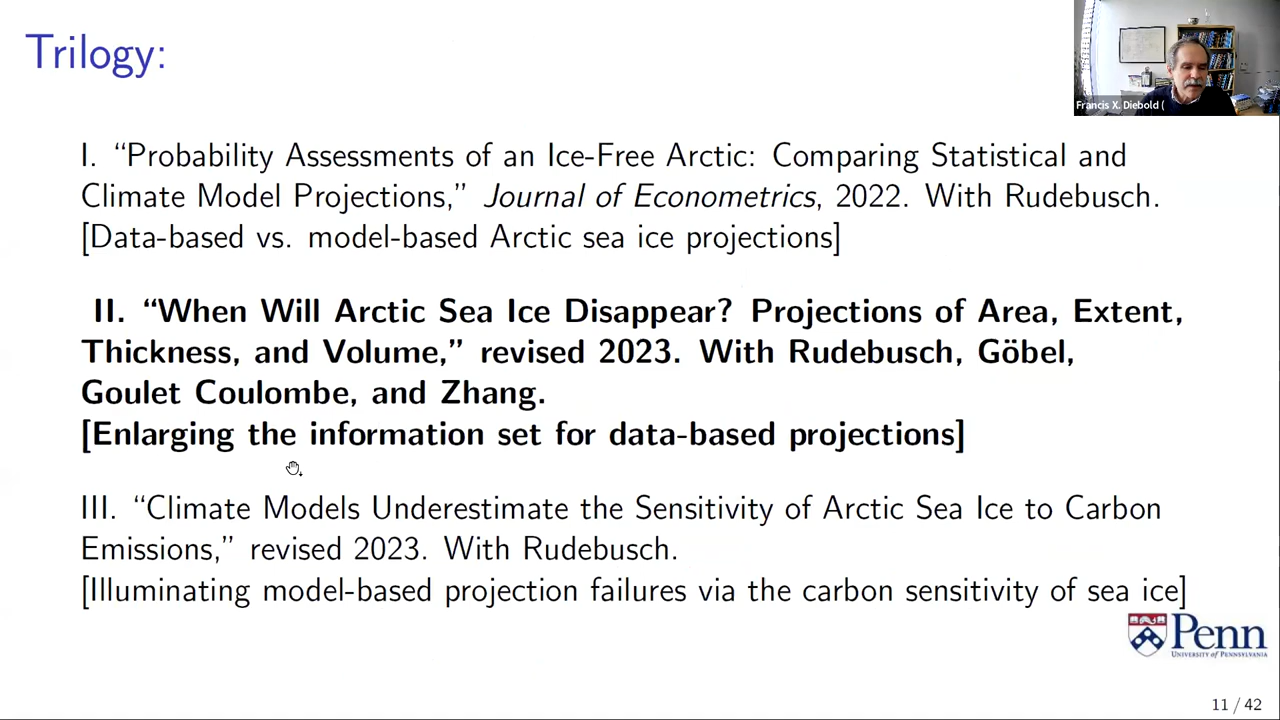 Trilogy:
Francis X. Diebold (
I. “Probability Assessments of an Ice-Free Arctic: Comparing Statistical and
Climate Model Projections,” Journal of Econometrics, 2022. With Rudebusch.
[Data-based vs. model-based Arctic sea ice projections]
II. “When Will Arctic Sea Ice Disappear? Projections of Area, Extent,
Thickness, and Volume,” revised 2023. With Rudebusch, Göbel,
Goulet Coulombe, and Zhang.
[Enlarging the information set for data-based projections]
III. “Climate Models Underestimate the Sensitivity of Arctic Sea Ice to Carbon
Emissions,” revised 2023. With Rudebusch.
[Illuminating model-based projection failures via the carbon sensitivity of sea ice]
Penn
UNIVERSITY of PENNSYLVANIA
11 / 42